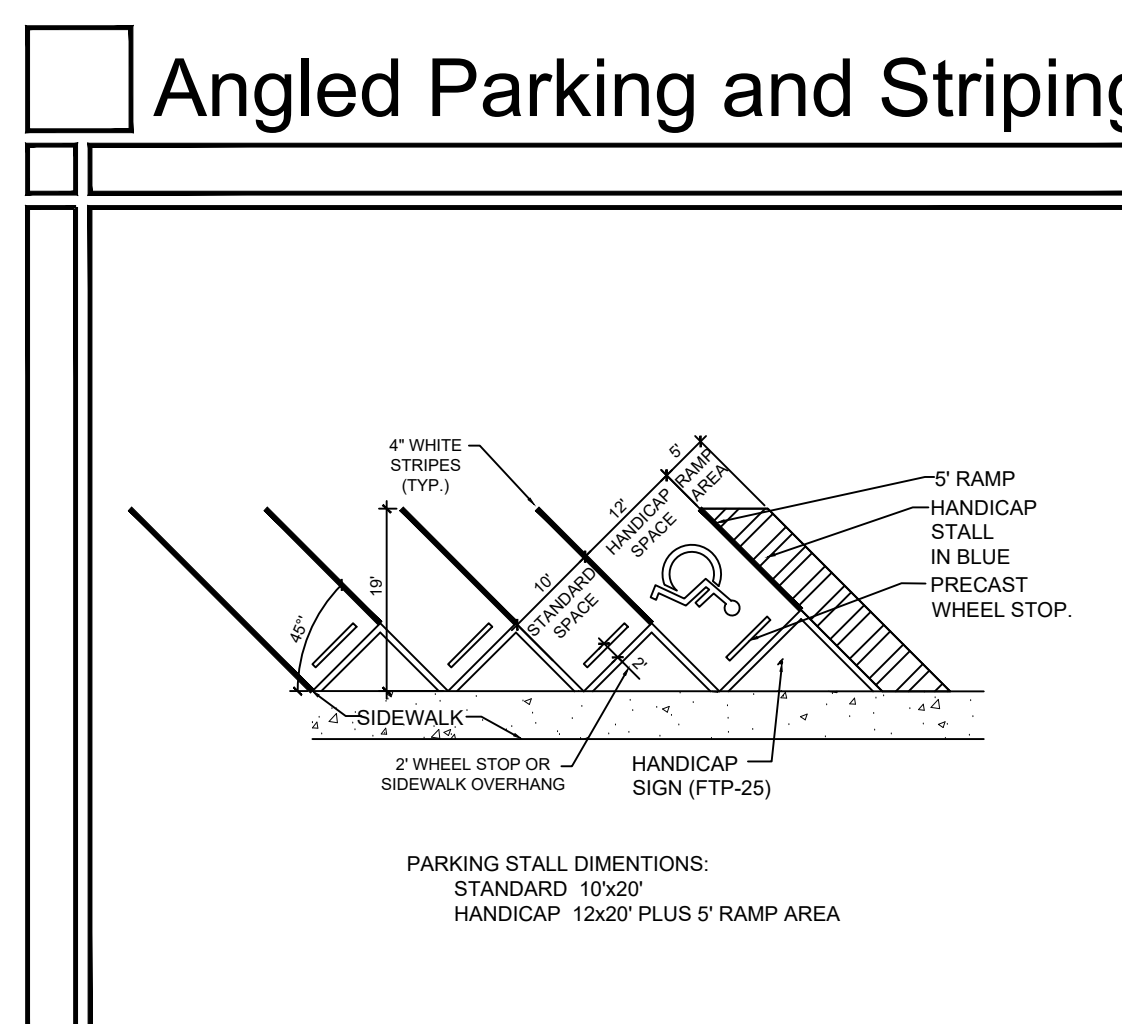 Angled Parking and Striping
4" WHITE
STRIPES
(TYP.)
5'
RAMP
AREA
12'
HANDICAP
SPACE
10'
STANDARD
SPACE
19'
45°'
2'
5' RAMP
HANDICAP
STALL
IN BLUE
PRECAST
WHEEL STOP.
SIDEWALK
2' WHEEL STOP OR
SIDEWALK OVERHANG
HANDICAP
SIGN (FTP-25)
PARKING STALL DIMENTIONS:
STANDARD 10'x20'
HANDICAP 12x20' PLUS 5' RAMP AREA